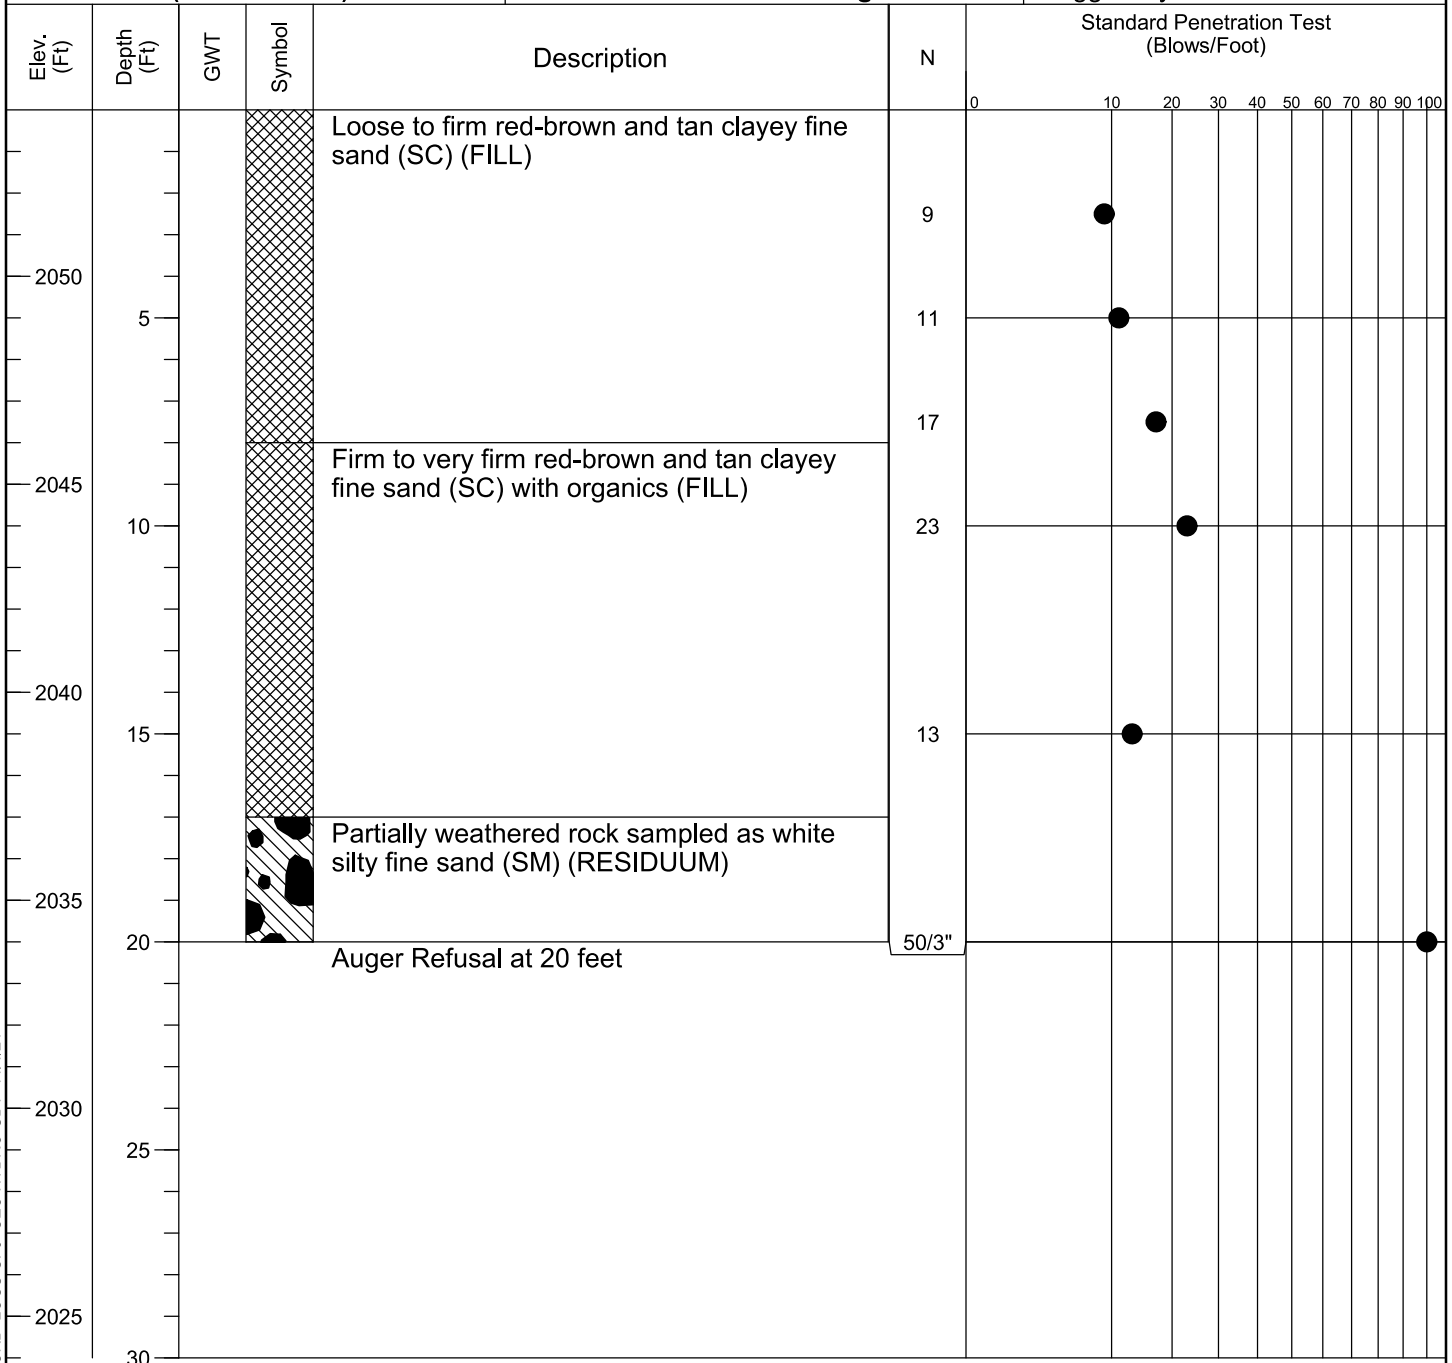 Elev. (Ft)
Depth (Ft)
GWT
Symbol
Description
N
Standard Penetration Test
(Blows/Foot)
0 10 20 30 40 50 60 70 80 90 100
Loose to firm red-brown and tan clayey fine
sand (SC) (FILL)
9
2050
5
11
17
Firm to very firm red-brown and tan clayey
fine sand (SC) with organics (FILL)
2045
10
23
2040
15
13
Partially weathered rock sampled as white
silty fine sand (SM) (RESIDUUM)
2035
20
50/3"
Auger Refusal at 20 feet
2030
25
2025
30